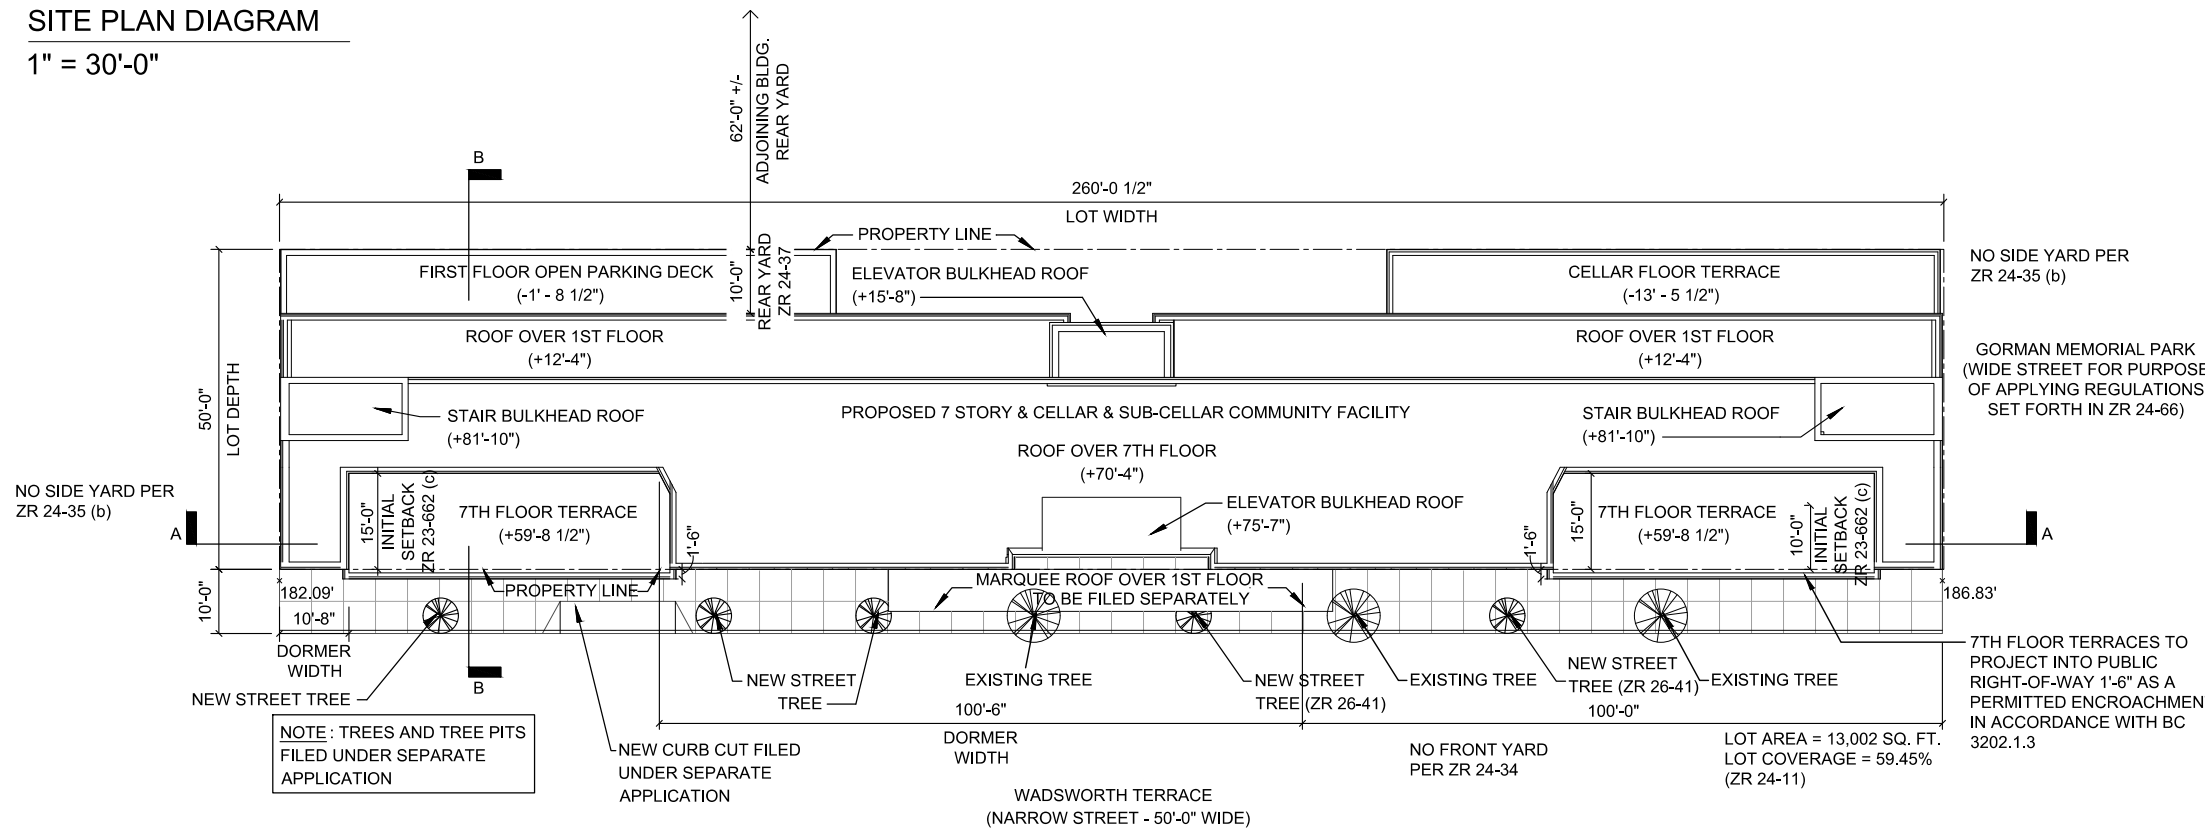 SITE PLAN DIAGRAM
1" = 30'-0"
62'-0" +/-
ADJOINING BLDG.
REAR YARD
B
260'-0 1/2"
LOT WIDTH
PROPERTY LINE
FIRST FLOOR OPEN PARKING DECK
(-1' - 8 1/2")
10'-0"
REAR YARD
ZR 24-37
ELEVATOR BULKHEAD ROOF
(+15'-8")
CELLAR FLOOR TERRACE
(-13' - 5 1/2")
NO SIDE YARD PER
ZR 24-35 (b)
50'-0"
LOT DEPTH
ROOF OVER 1ST FLOOR
(+12'-4")
ROOF OVER 1ST FLOOR
(+12'-4")
GORMAN MEMORIAL PARK
(WIDE STREET FOR PURPOSE
OF APPLYING REGULATIONS
SET FORTH IN ZR 24-66)
STAIR BULKHEAD ROOF
(+81'-10")
PROPOSED 7 STORY & CELLAR & SUB-CELLAR COMMUNITY FACILITY
STAIR BULKHEAD ROOF
(+81'-10")
ROOF OVER 7TH FLOOR
(+70'-4")
NO SIDE YARD PER
ZR 24-35 (b)
A
15'-0"
INITIAL
SETBACK
ZR 23-662 (c)
7TH FLOOR TERRACE
(+59'-8 1/2")
1'-6"
ELEVATOR BULKHEAD ROOF
(+75'-7")
1'-6"
15'-0"
7TH FLOOR TERRACE
(+59'-8 1/2")
10'-0"
INITIAL
SETBACK
ZR 23-662 (c)
A
10'-0"
182.09'
10'-8"
DORMER
WIDTH
PROPERTY LINE
MARQUEE ROOF OVER 1ST FLOOR
TO BE FILED SEPARATELY
186.83'
NEW STREET TREE
B
NEW STREET
TREE
EXISTING TREE
NEW STREET
TREE (ZR 26-41)
EXISTING TREE
NEW STREET
TREE (ZR 26-41)
EXISTING TREE
7TH FLOOR TERRACES TO
PROJECT INTO PUBLIC
RIGHT-OF-WAY 1'-6" AS A
PERMITTED ENCROACHMEN
IN ACCORDANCE WITH BC
3202.1.3
NOTE : TREES AND TREE PITS
FILED UNDER SEPARATE
APPLICATION
NEW CURB CUT FILED
UNDER SEPARATE
APPLICATION
100'-6"
DORMER
WIDTH
100'-0"
NO FRONT YARD
PER ZR 24-34
LOT AREA = 13,002 SQ. FT.
LOT COVERAGE = 59.45%
(ZR 24-11)
WADSWORTH TERRACE
(NARROW STREET - 50'-0" WIDE)